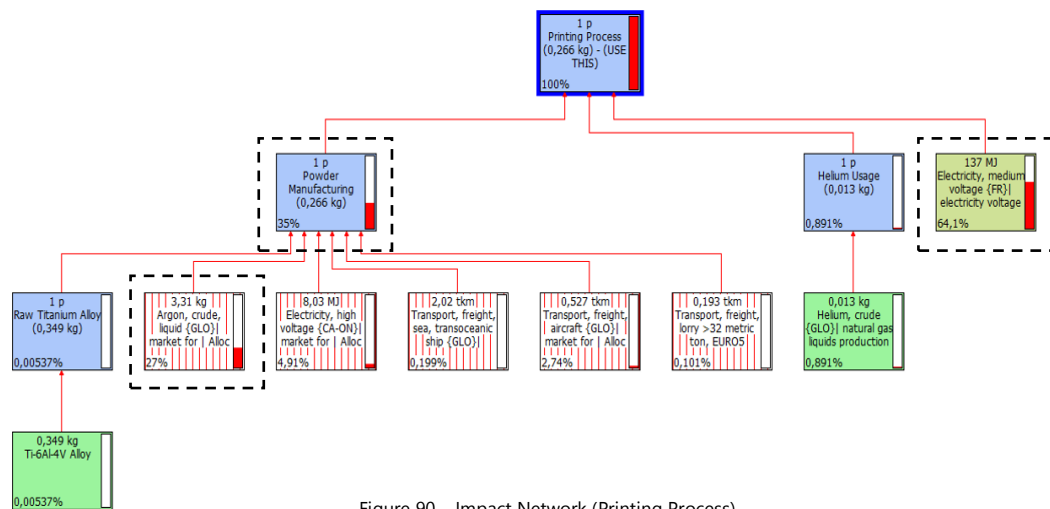 1 p
Printing Process
(0,266 kg) - (USE
THIS)
100%
1 p
Powder
Manufacturing
(0,266 kg)
35%
1 p
Helium Usage
(0,013 kg)
0,891%
137 MJ
Electricity, medium
voltage {FR}|
electricity voltage
64,1%
1 p
Raw Titanium Alloy
(0,349 kg)
0,00537%
3,31 kg
Argon, crude,
liquid {GLO}|
market for | Alloc
27%
8,03 MJ
Electricity, high
voltage {CA-ON}|
market for | Alloc
4,91%
2,02 tkm
Transport, freight,
sea, transoceanic
ship {GLO}|
0,199%
0,527 tkm
Transport, freight,
aircraft {GLO}|
market for | Alloc
2,74%
0,193 tkm
Transport, freight,
lorry >32 metric
ton, EURO5
0,101%
0,013 kg
Helium, crude
{GLO}| natural gas
liquids production
0,891%
0,349 kg
Ti-6Al-4V Alloy
0,00537%
Figure 90 – Impact Network (Printing Process)